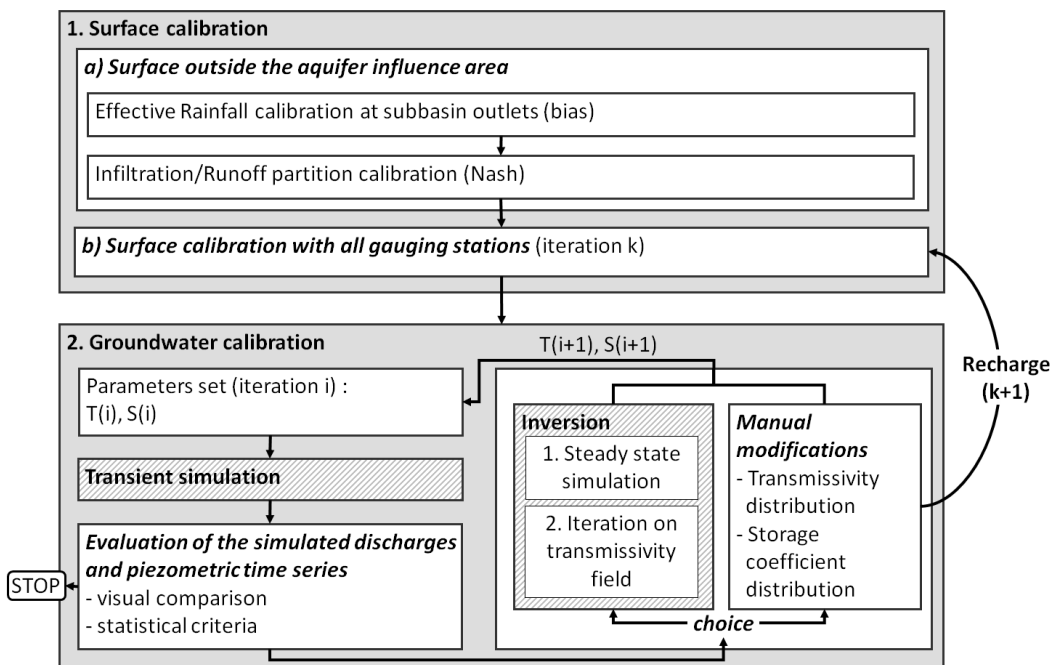 1. Surface calibration
a) Surface outside the aquifer influence area
Effective Rainfall calibration at subbasin outlets (bias)
Infiltration/Runoff partition calibration (Nash)
b) Surface calibration with all gauging stations (iteration k)
2. Groundwater calibration
Parameters set (iteration i) :
T(i), S(i)
Transient simulation
Evaluation of the simulated discharges
and piezometric time series
- visual comparison
- statistical criteria
STOP
T(i+1), S(i+1)
Inversion
1. Steady state
simulation
2. Iteration on
transmissivity
field
Manual
modifications
- Transmissivity
distribution
- Storage
coefficient
distribution
choice
Recharge
(k+1)